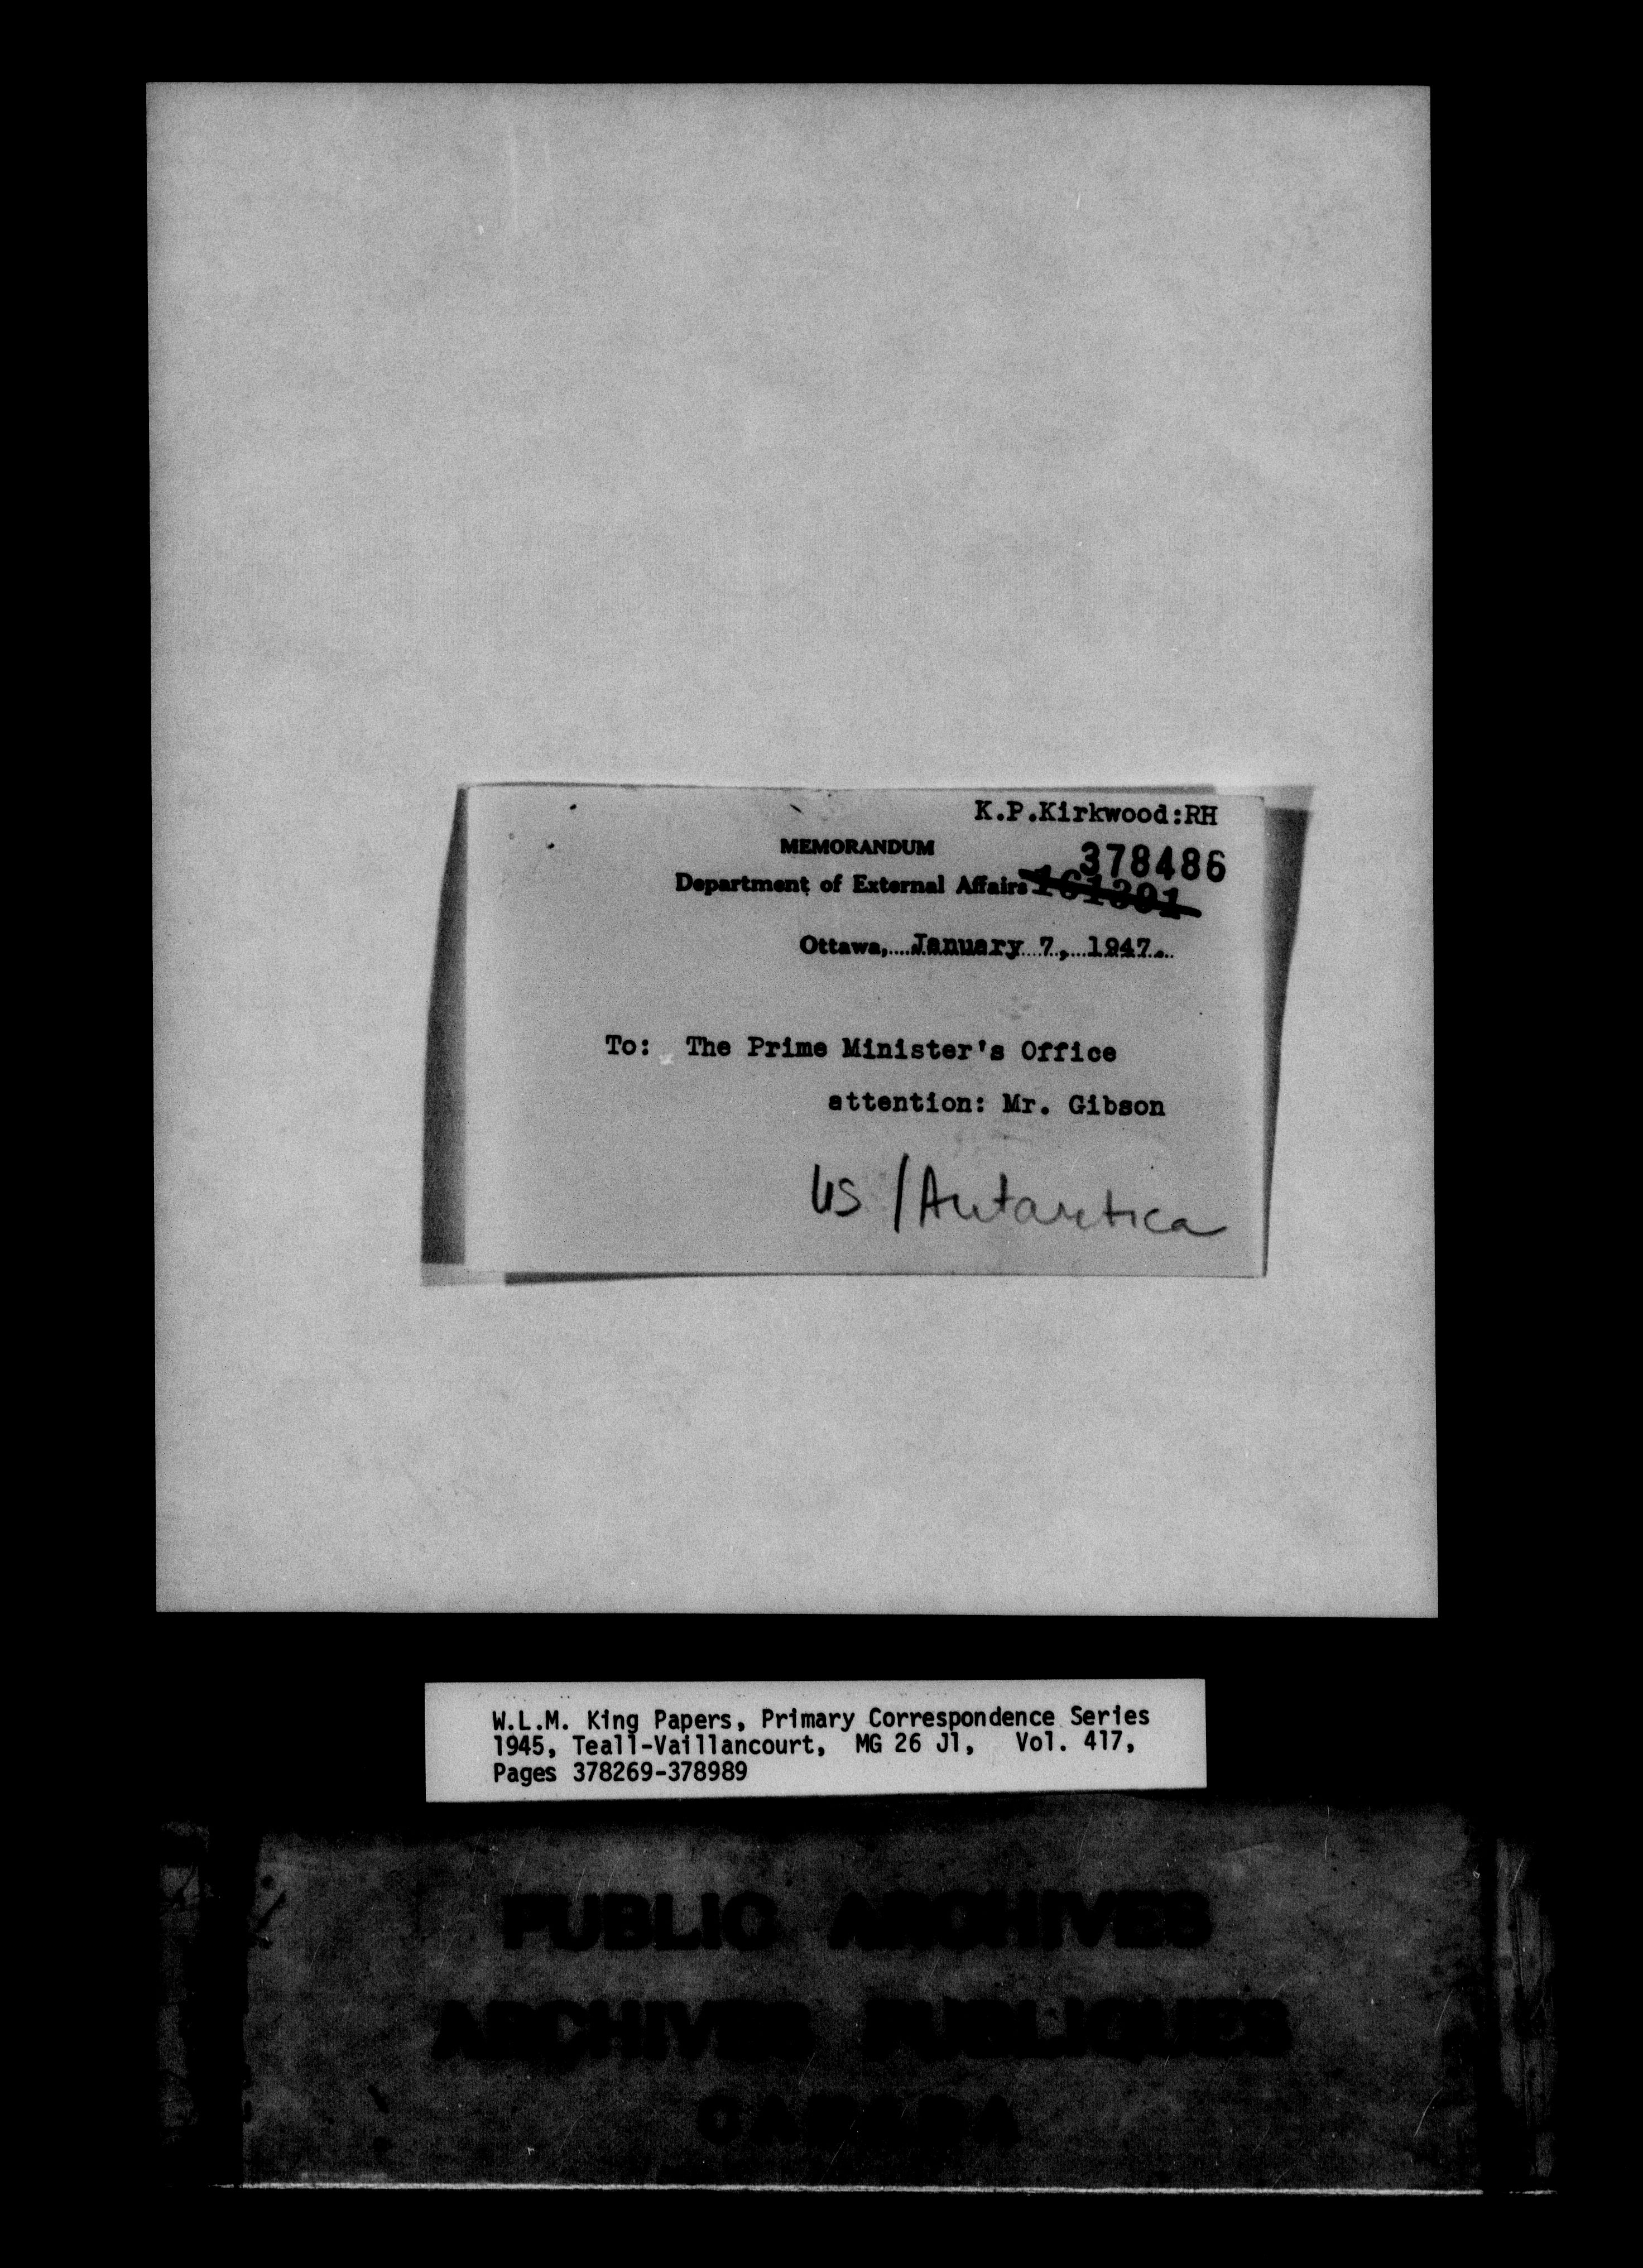 K.P.Kirkwood:RH
MEMORANDUM
378486
Department of External Affairs
161391
Ottawa,....January 7, 1947.
To: The Prime Minister's Office
attention: Mr. Gibson
US / Antarctica
W.L.M. King Papers, Primary Correspondence Series
1945, Teall-Vaillancourt, MG 26 J1, Vol. 417,
Pages 378269-378989
PUBLIC ARCHIVES
ARCHIVES PUBLIQUES
CANADA